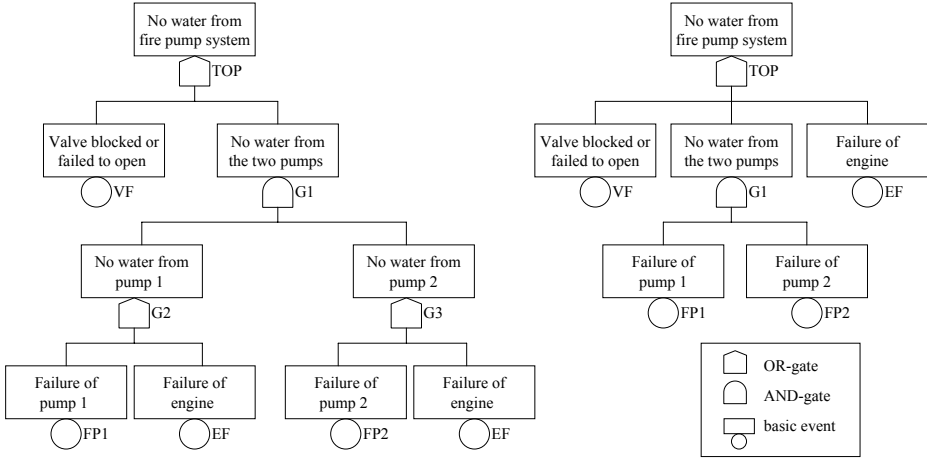 No water from
fire pump system
TOP
Valve blocked or
failed to open
VF
No water from
the two pumps
G1
No water from
pump 1
G2
No water from
pump 2
G3
Failure of
pump 1
FP1
Failure of
engine
EF
Failure of
pump 2
FP2
Failure of
engine
EF
No water from
fire pump system
TOP
Valve blocked or
failed to open
VF
No water from
the two pumps
G1
Failure of
engine
EF
Failure of
pump 1
FP1
Failure of
pump 2
FP2
OR-gate
AND-gate
basic event